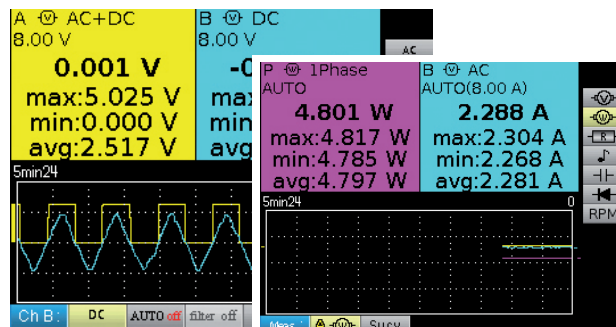 A V AC+DC
8.00 V
0.001 V
max:5.025 V
min:0.000 V
avg:2.517 V
5min24
B V DC
8.00 V
AC
P W 1Phase
AUTO
4.801 W
max:4.817 W
min:4.785 W
avg:4.797 W
B V AC
AUTO(8.00 A)
2.288 A
max:2.304 A
min:2.268 A
avg:2.281 A
5min24
0
V
W
R
RPM
Ch B:
DC
AUTO off
filter off
Meas :
A W